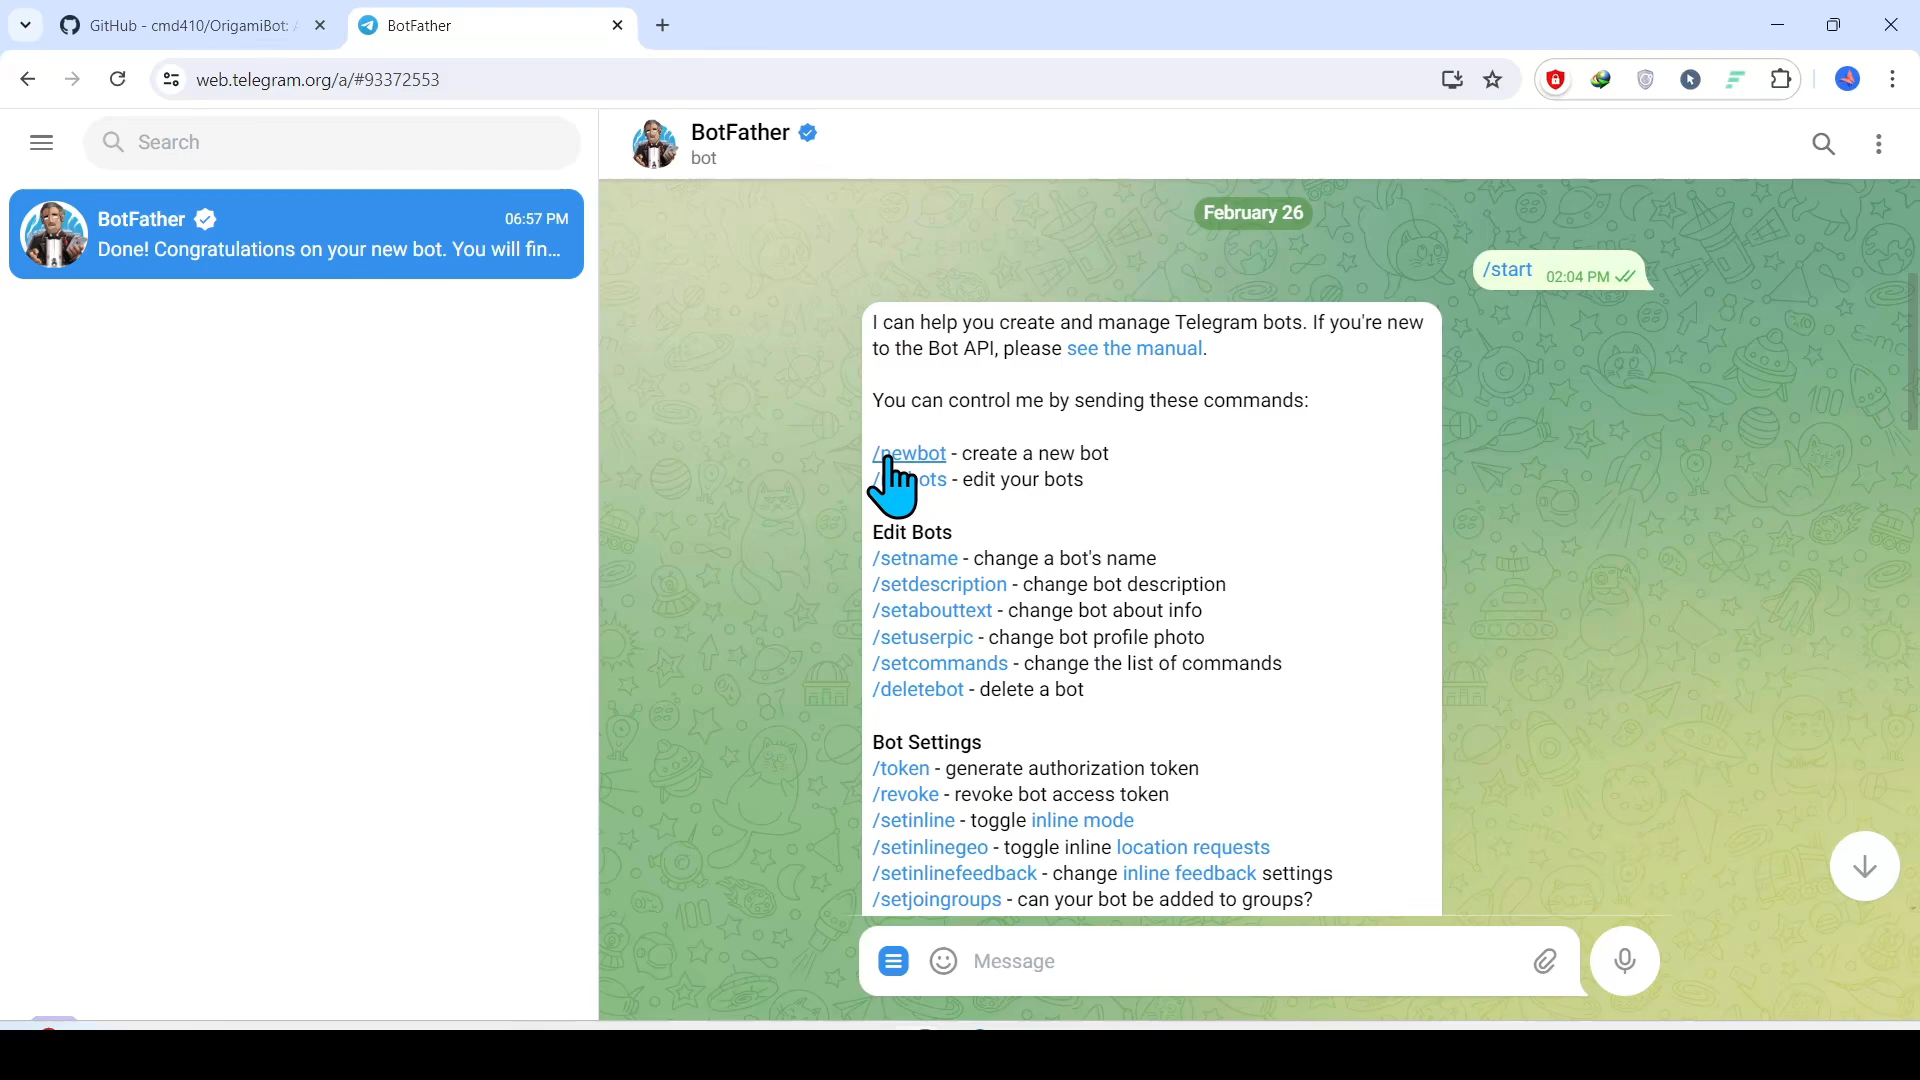 GitHub - cmd410/OrigamiBot:
BotFather
web.telegram.org/a/#93372553
Search
BotFather
bot
BotFather
06:57 PM
Done! Congratulations on your new bot. You will fin...
February 26
/start 02:04 PM
I can help you create and manage Telegram bots. If you're new
to the Bot API, please see the manual.
You can control me by sending these commands:
/newbot - create a new bot
ots - edit your bots
Edit Bots
/setname - change a bot's name
/setdescription - change bot description
/setabouttext - change bot about info
/setuserpic - change bot profile photo
/setcommands - change the list of commands
/deletebot - delete a bot
Bot Settings
/token - generate authorization token
/revoke - revoke bot access token
/setinline - toggle inline mode
/setinlinegeo - toggle inline location requests
/setinlinefeedback - change inline feedback settings
/setjoingroups - can your bot be added to groups?
Message